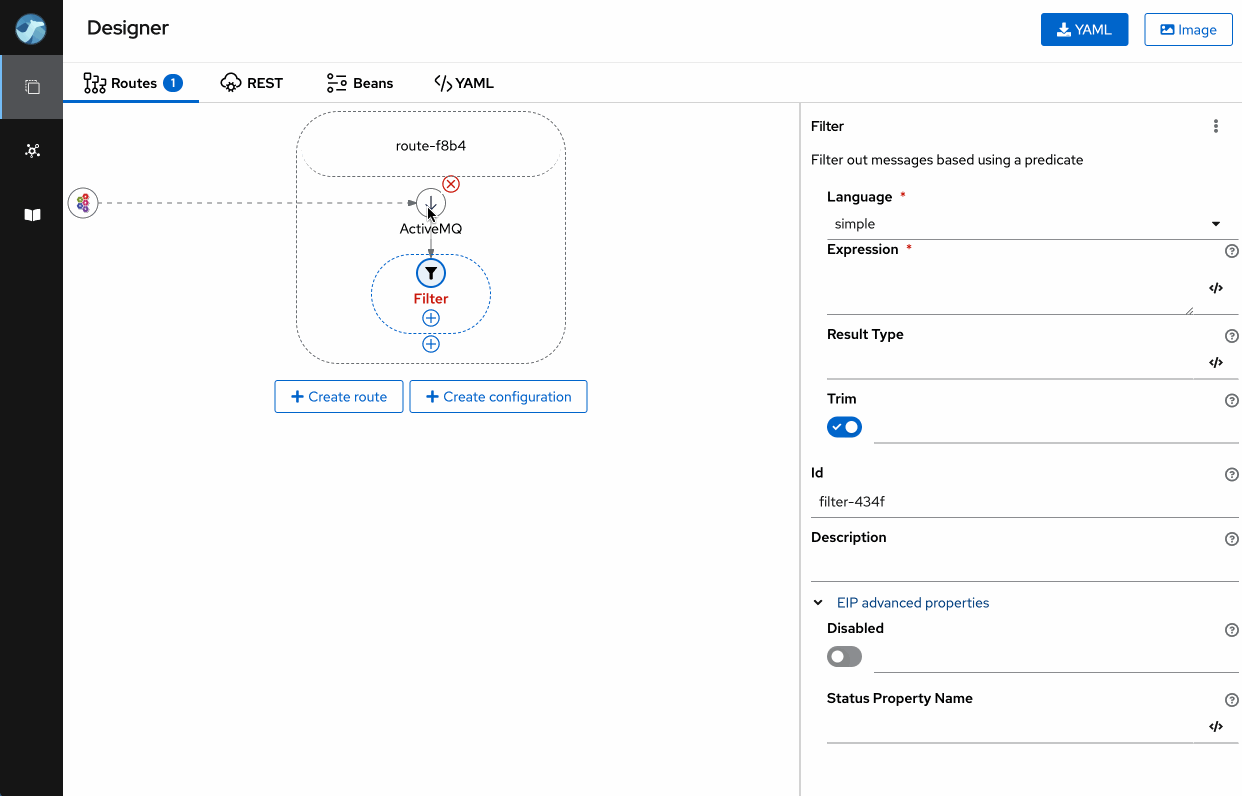 Designer
YAML
Image
Routes 1
REST
Beans
YAML
route-f8b4
ActiveMQ
Filter
Create route
Create configuration
Filter
Filter out messages based using a predicate
Language *
simple
Expression *
Result Type
Trim
Id
filter-434f
Description
EIP advanced properties
Disabled
Status Property Name